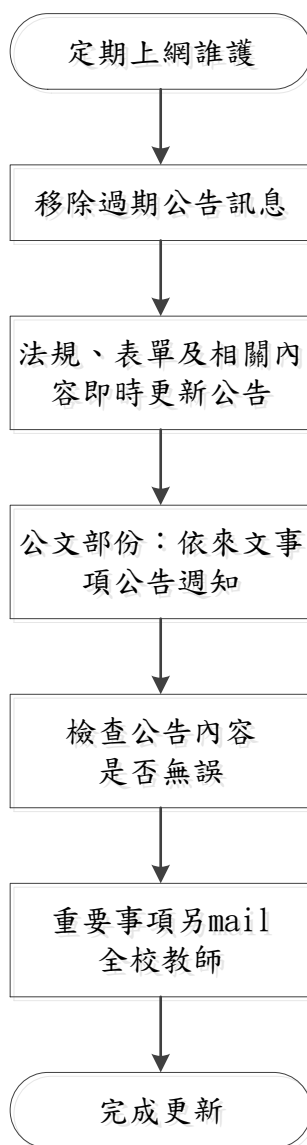 定期上網誰護
移除過期公告訊息
法規、表單及相關內
容即時更新公告
公文部份：依來文事
項公告週知
檢查公告內容
是否無誤
重要事項另mail
全校教師
完成更新